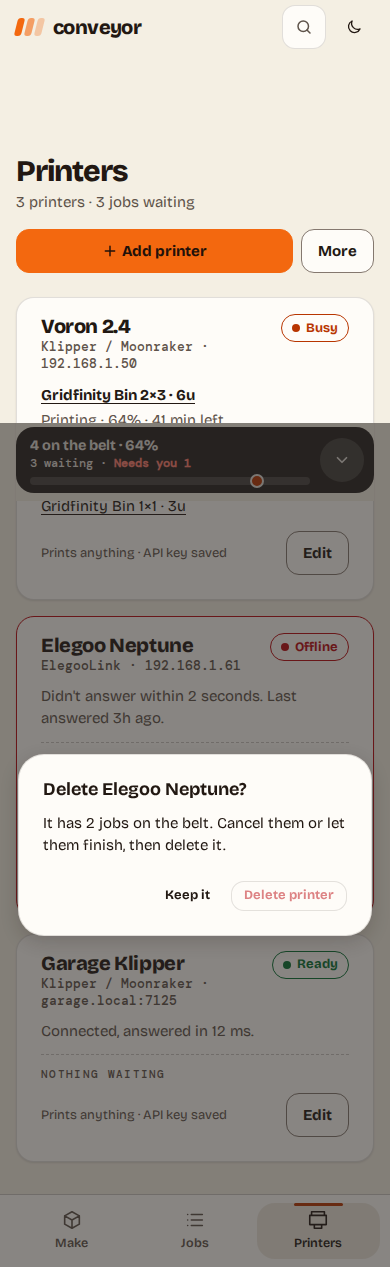 conveyor
Printers
3 printers · 3 jobs waiting
+ Add printer
More
Voron 2.4
Busy
Klipper / Moonraker ·
192.168.1.50
Gridfinity Bin 2×3 · 6u
Printing · 64% · 41 min left
4 on the belt · 64%
3 waiting · Needs you 1
Gridfinity Bin 1×1 · 3u
Prints anything · API key saved
Edit
Elegoo Neptune
Offline
ElegooLink · 192.168.1.61
Didn't answer within 2 seconds. Last
answered 3h ago.
Delete Elegoo Neptune?
It has 2 jobs on the belt. Cancel them or let
them finish, then delete it.
Keep it
Delete printer
Garage Klipper
Ready
Klipper / Moonraker ·
garage.local:7125
Connected, answered in 12 ms.
NOTHING WAITING
Prints anything · API key saved
Edit
Make
Jobs
Printers